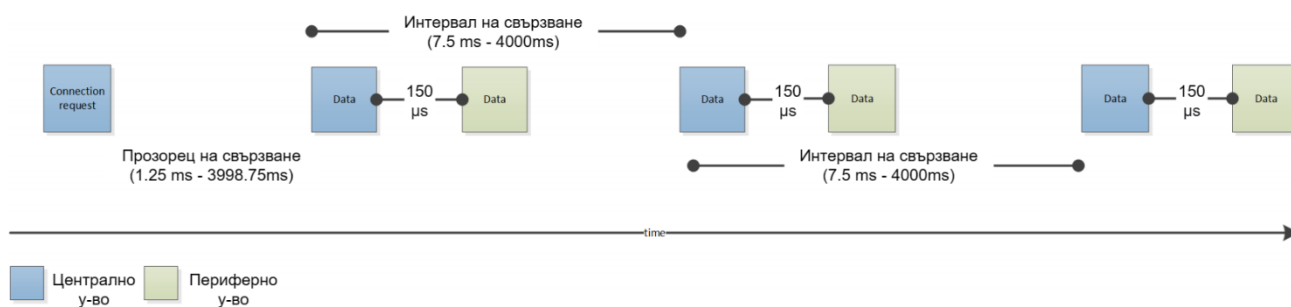 Интервал на свързване
(7.5 ms - 4000ms)
Connection
request
Data
150
µs
Data
Data
150
µs
Data
Data
150
µs
Data
Прозорец на свързване
(1.25 ms - 3998.75ms)
Интервал на свързване
(7.5 ms - 4000ms)
time
Централно
у-во
Периферно
у-во